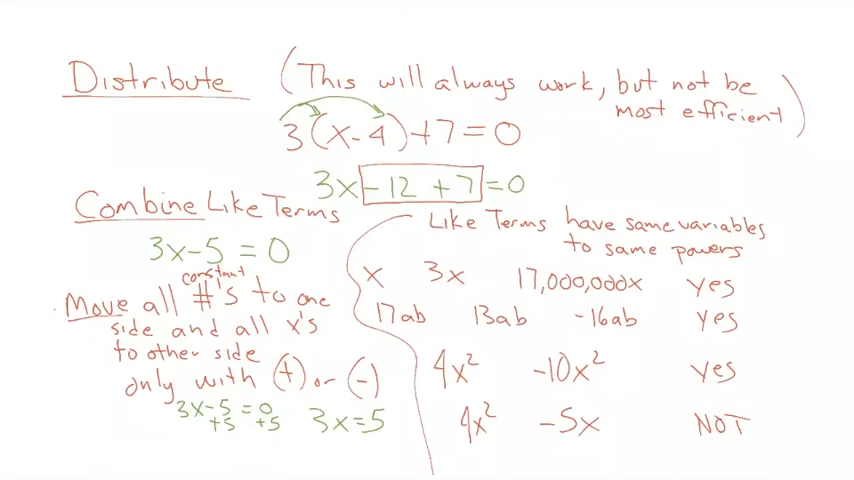 Distribute (This will always work, but not be
most efficient)
3(x-4)+7=0
3x -12 +7 =0
Combine Like Terms
3x-5 = 0
Move all constant #'s to one
side and all x's
to other side
only with (+) or (-)
3x-5 = 0
+5 +5
3x=5
Like Terms have same variables
to same powers
x 3x 17,000,000x yes
17ab 13ab -16ab yes
4x² -10x² yes
4x² -5x NOT